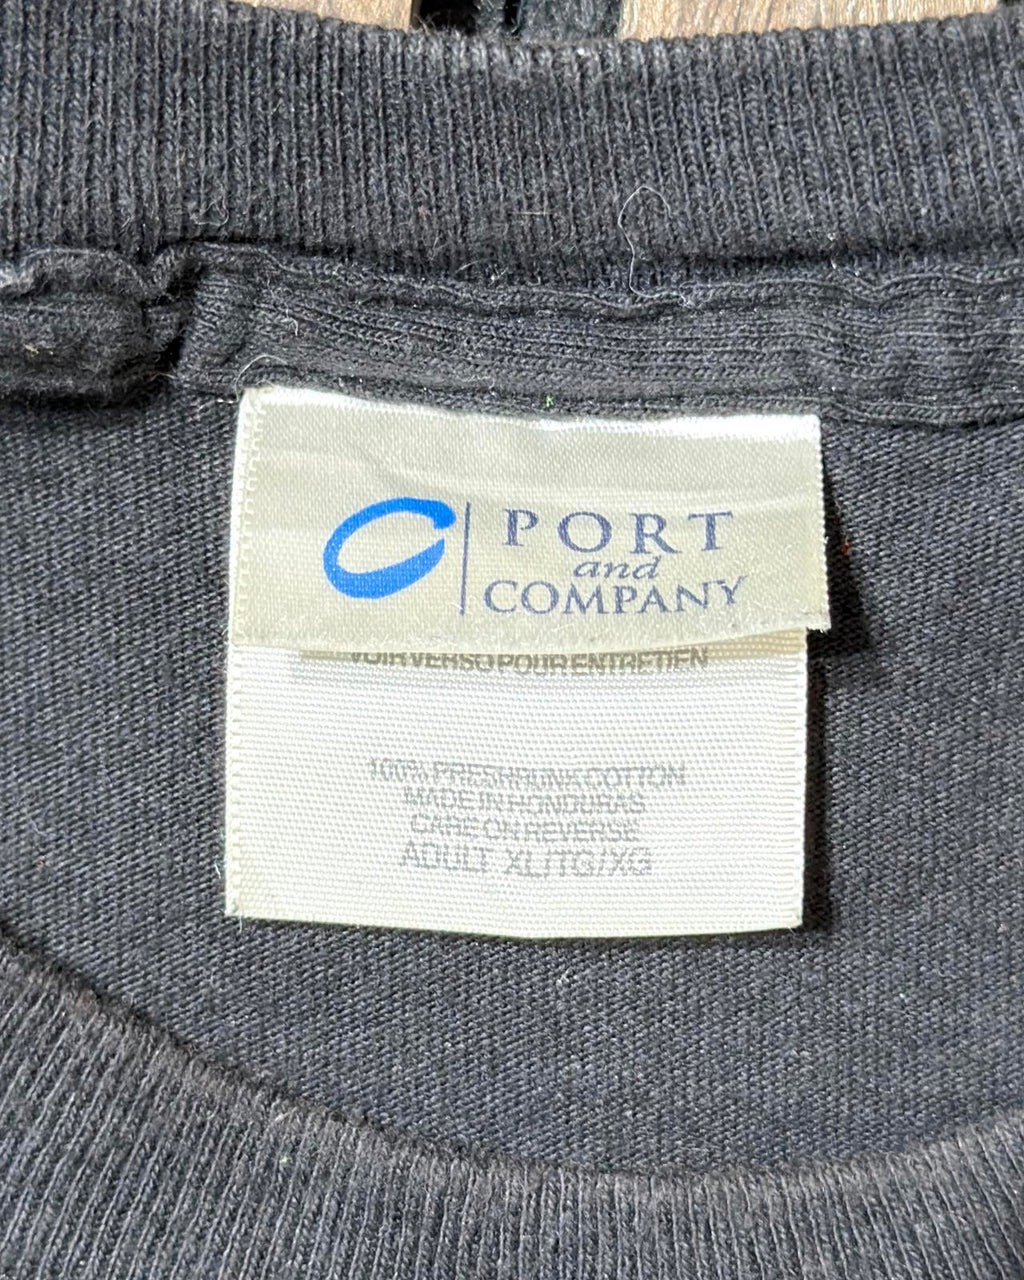 PORT
and
COMPANY
VOIR VERSO POUR ENTRETIEN
100% PRESHRUNK COTTON
MADE IN HONDURAS
CARE ON REVERSE
ADULT XL/TG/XG